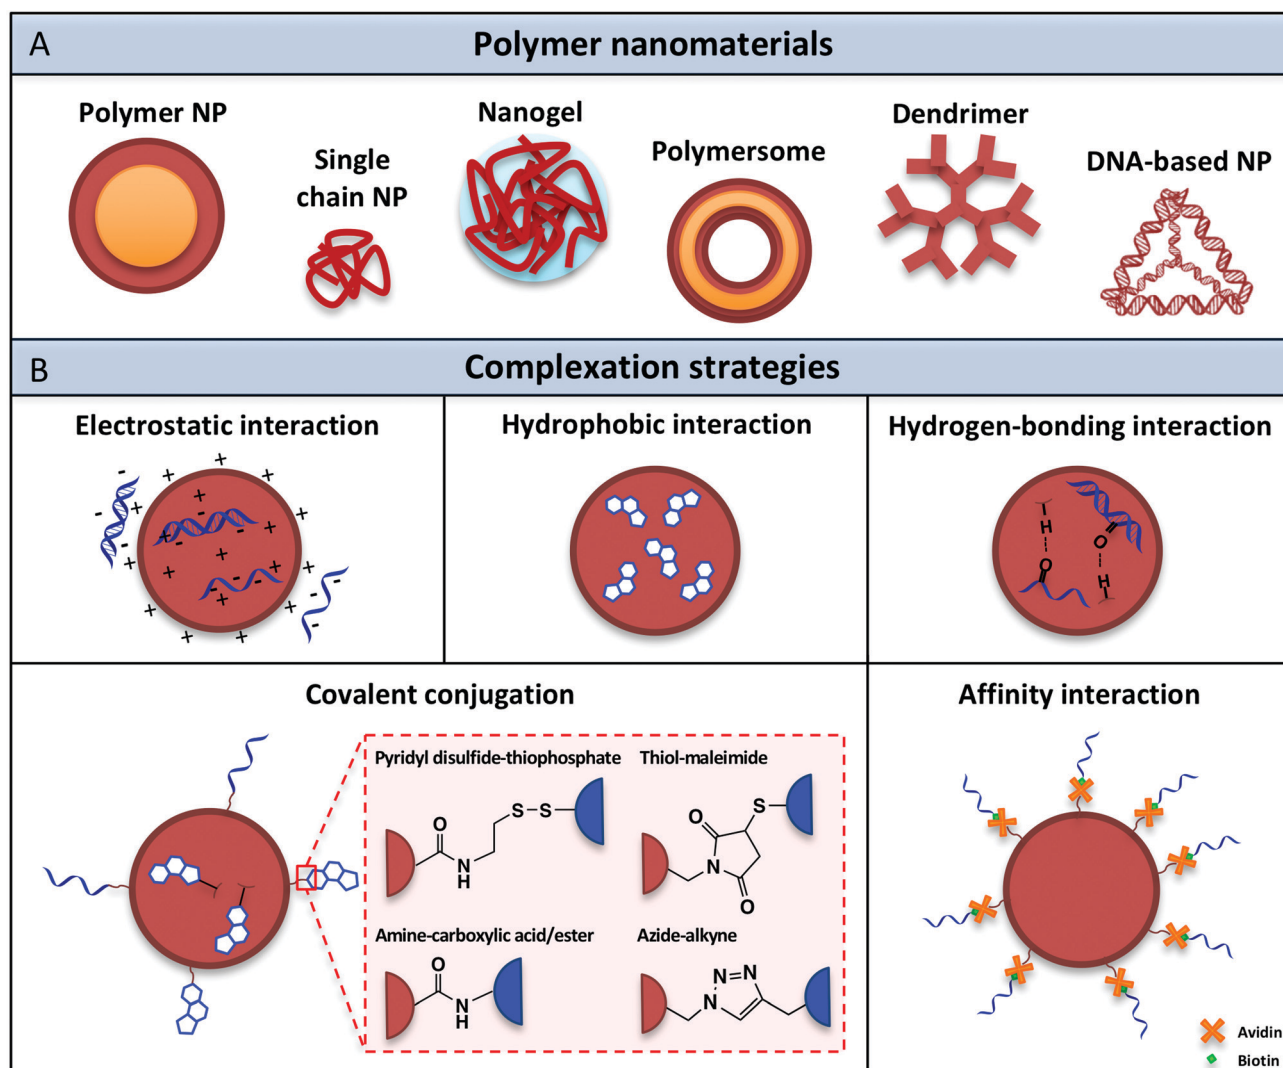 A
Polymer nanomaterials
Polymer NP
Single
chain NP
Nanogel
Polymersome
Dendrimer
DNA-based NP
B
Complexation strategies
Electrostatic interaction
Hydrophobic interaction
Hydrogen-bonding interaction
H
O
O
H
Covalent conjugation
Pyridyl disulfide-thiophosphate
O
N
H
S
S
Thiol-maleimide
O
N
O
S
Amine-carboxylic acid/ester
O
N
H
Azide-alkyne
N
N
N
Affinity interaction
Avidin
Biotin